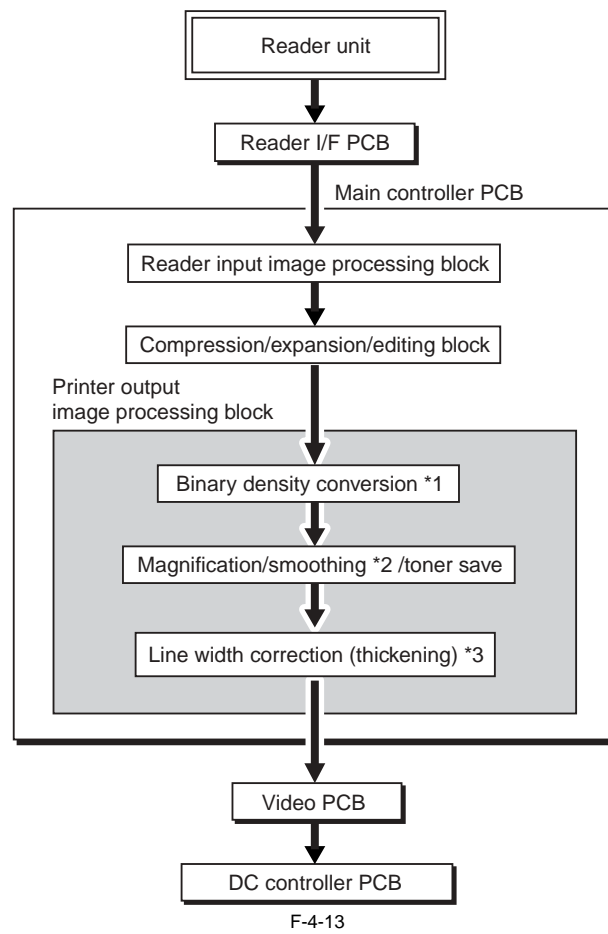 Reader unit
Reader I/F PCB
Main controller PCB
Reader input image processing block
Compression/expansion/editing block
Printer output
image processing block
Binary density conversion *1
Magnification/smoothing *2 /toner save
Line width correction (thickening) *3
Video PCB
DC controller PCB
F-4-13